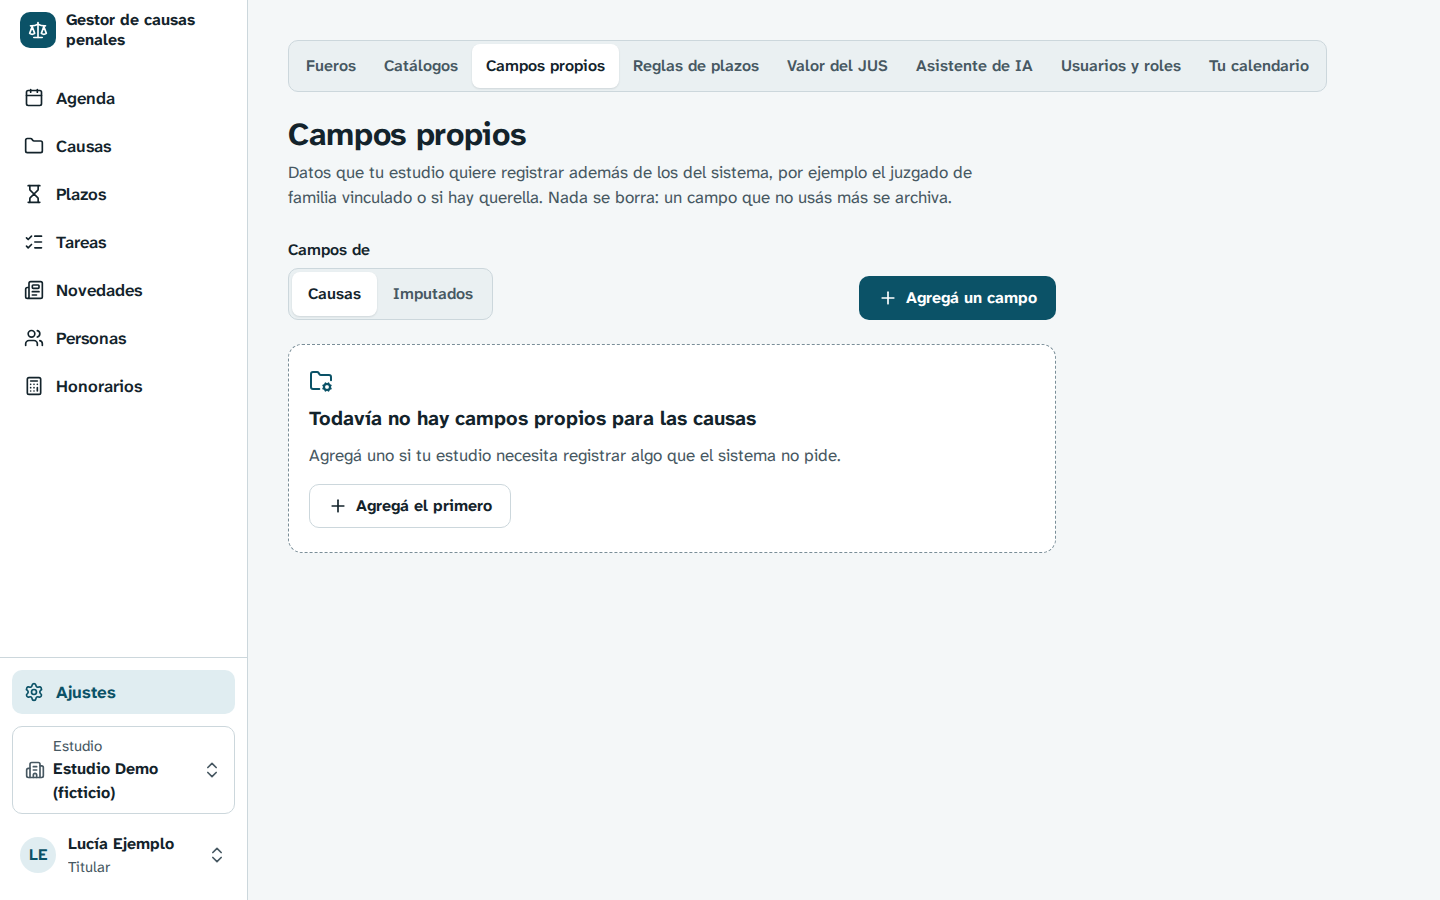 Gestor de causas
penales
Agenda
Causas
Plazos
Tareas
Novedades
Personas
Honorarios
Ajustes
Estudio
Estudio Demo
(ficticio)
LE
Lucía Ejemplo
Titular
Fueros
Catálogos
Campos propios
Reglas de plazos
Valor del JUS
Asistente de IA
Usuarios y roles
Tu calendario
Campos propios
Datos que tu estudio quiere registrar además de los del sistema, por ejemplo el juzgado de
familia vinculado o si hay querella. Nada se borra: un campo que no usás más se archiva.
Campos de
Causas
Imputados
Agregá un campo
Todavía no hay campos propios para las causas
Agregá uno si tu estudio necesita registrar algo que el sistema no pide.
Agregá el primero